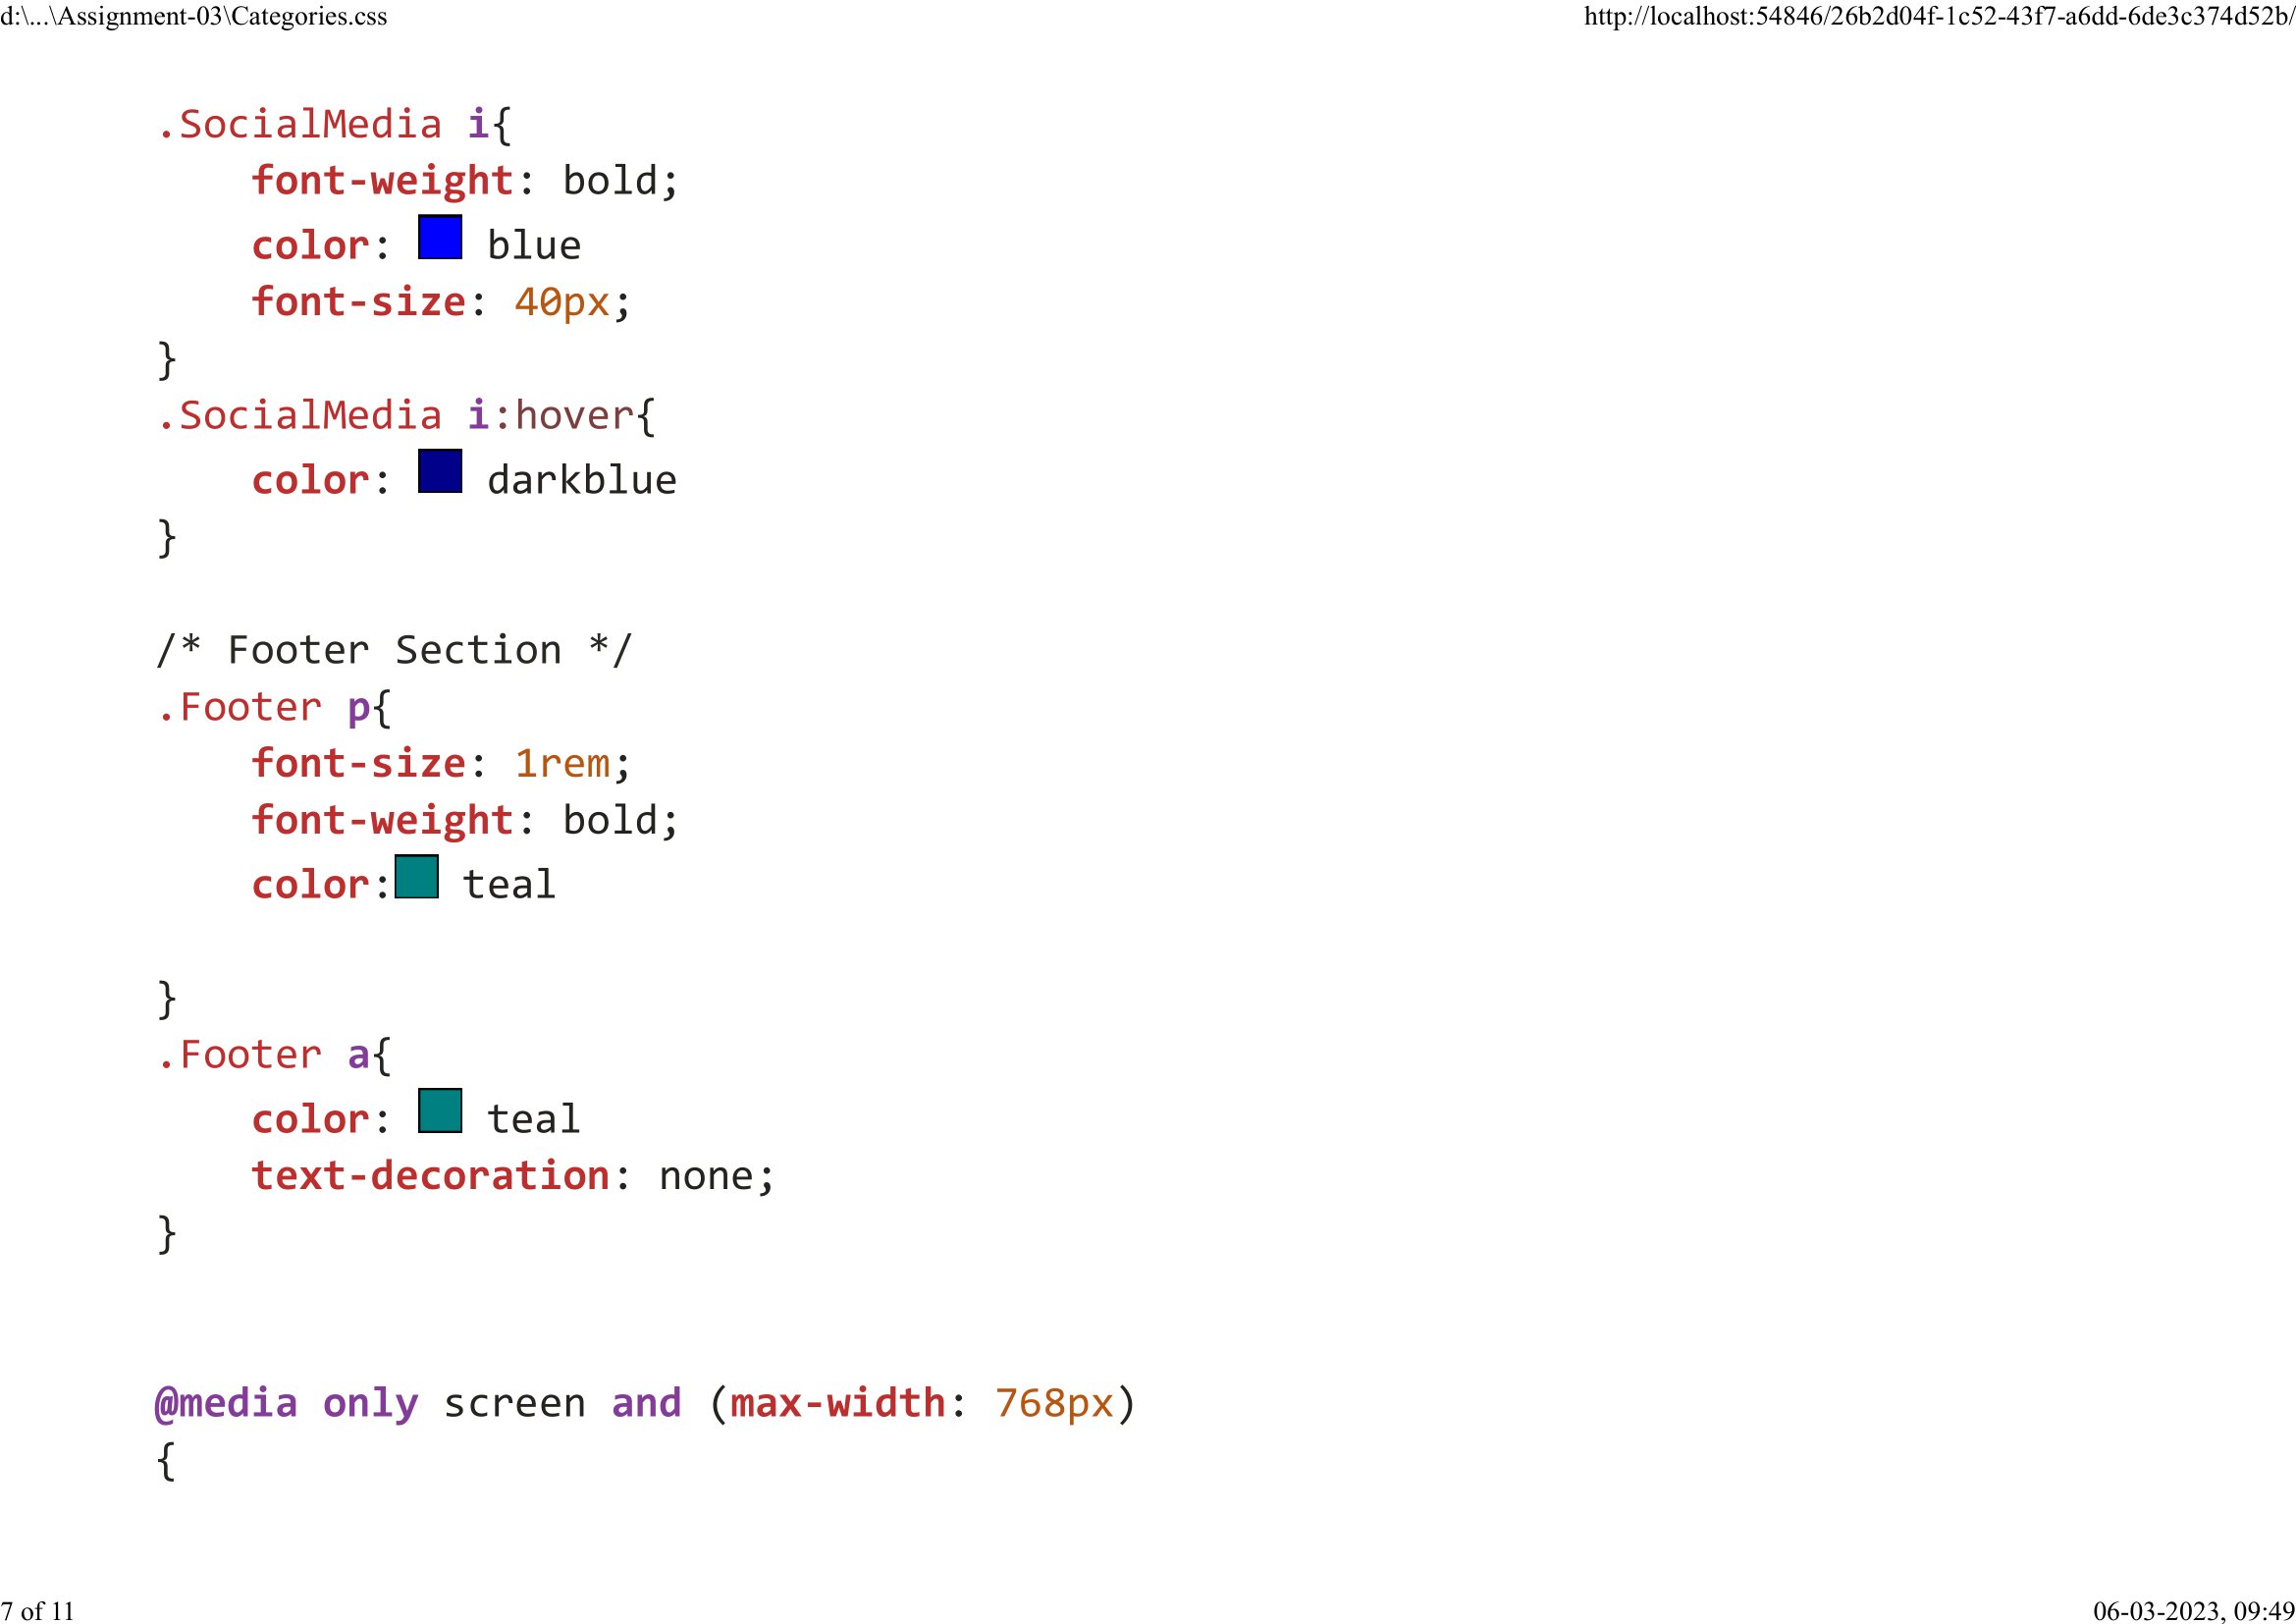 d:\...\Assignment-03\Categories.css
http://localhost:54846/26b2d04f-1c52-43f7-a6dd-6de3c374d52b/
.SocialMedia i{
    font-weight: bold;
    color: blue
    font-size: 40px;
}
.SocialMedia i:hover{
    color: darkblue
}
/* Footer Section */
.Footer p{
    font-size: 1rem;
    font-weight: bold;
    color: teal
}
.Footer a{
    color: teal
    text-decoration: none;
}
@media only screen and (max-width: 768px)
{
7 of 11
06-03-2023, 09:49